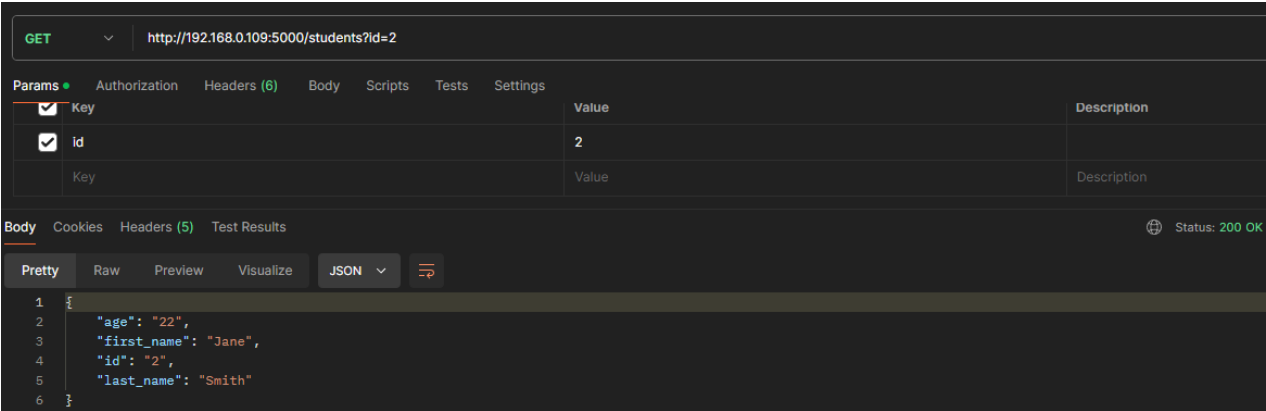 GET http://192.168.0.109:5000/students?id=2
Params Authorization Headers (6) Body Scripts Tests Settings
Key Value Description
id 2
Key Value Description
Body Cookies Headers (5) Test Results Status: 200 OK
Pretty Raw Preview Visualize JSON
1 {
2 "age": "22",
3 "first_name": "Jane",
4 "id": "2",
5 "last_name": "Smith"
6 }